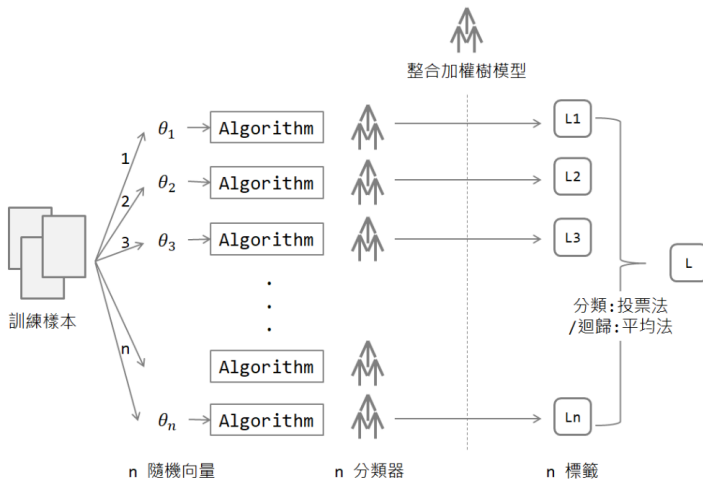 整合加權樹模型
1
θ1
Algorithm
L1
2
θ2
Algorithm
L2
3
θ3
Algorithm
L3
L
訓練樣本
分類:投票法
/迴歸:平均法
n
Algorithm
θn
Algorithm
Ln
n 隨機向量
n 分類器
n 標籤